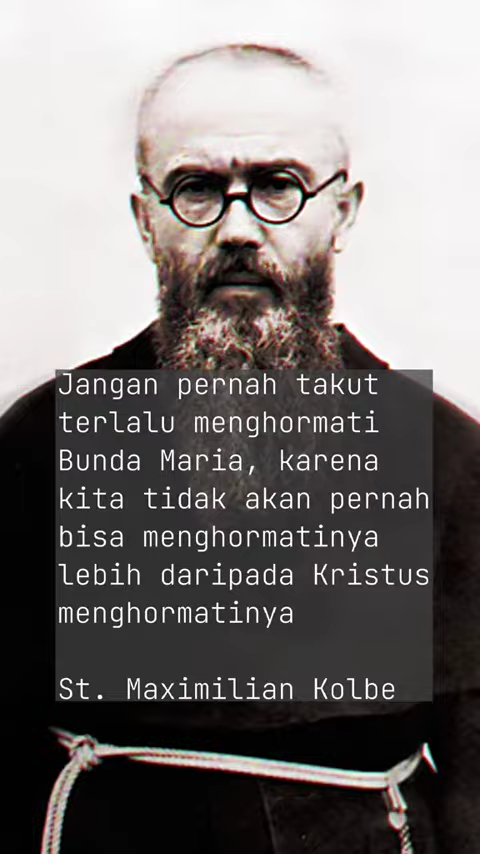 Jangan pernah takut
terlalu menghormati
Bunda Maria, karena
kita tidak akan pernah
bisa menghormatinya
lebih daripada Kristus
menghormatinya
St. Maximilian Kolbe